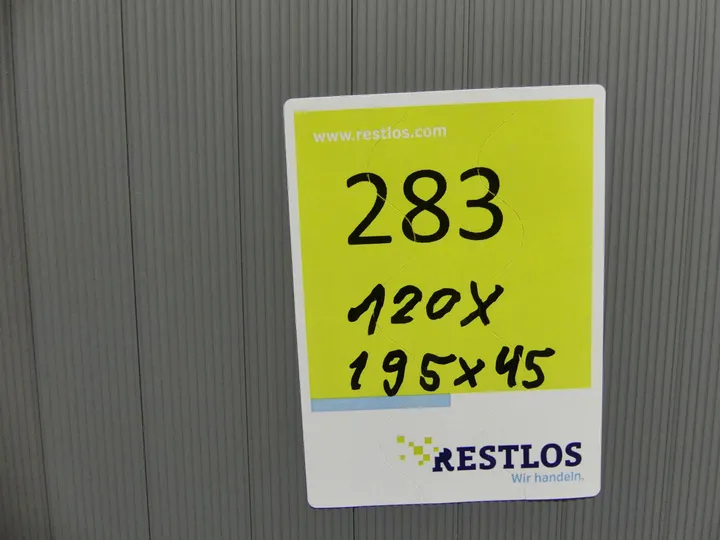 www.restlos.com
283
120X
195x45
RESTLOS
Wir handeln.